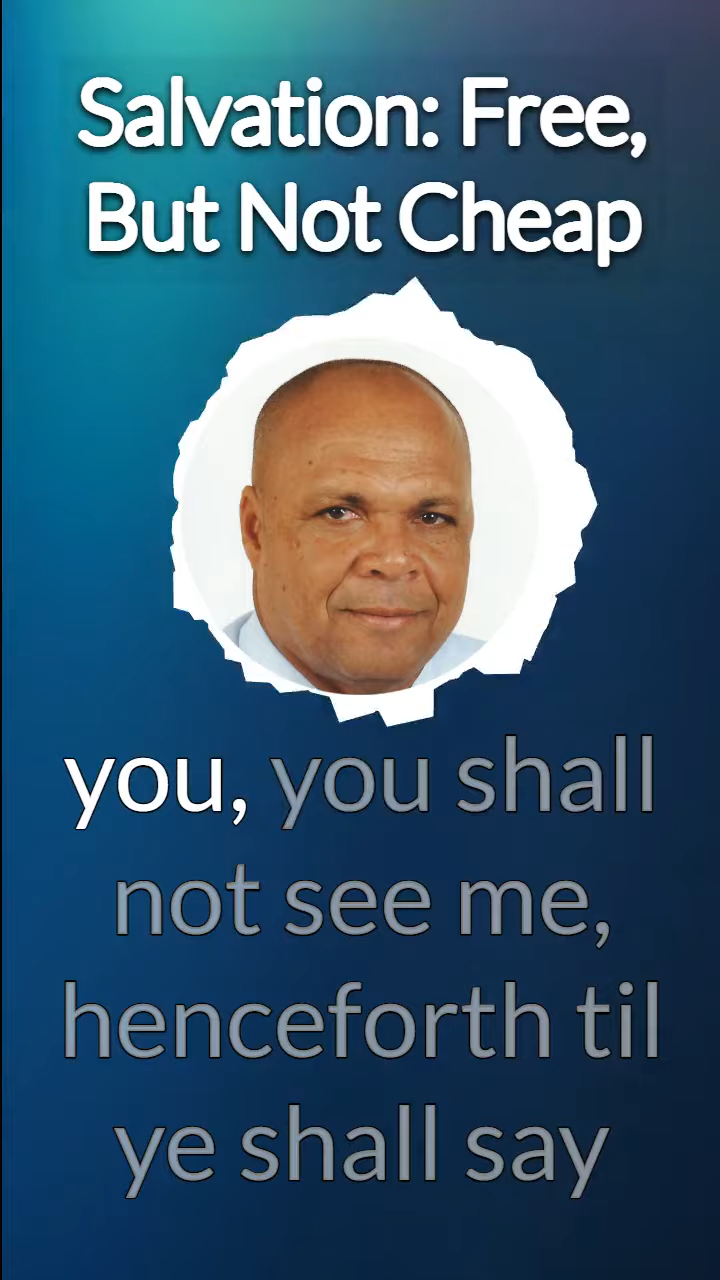 Salvation: Free,
But Not Cheap
you, you shall
not see me,
henceforth til
ye shall say